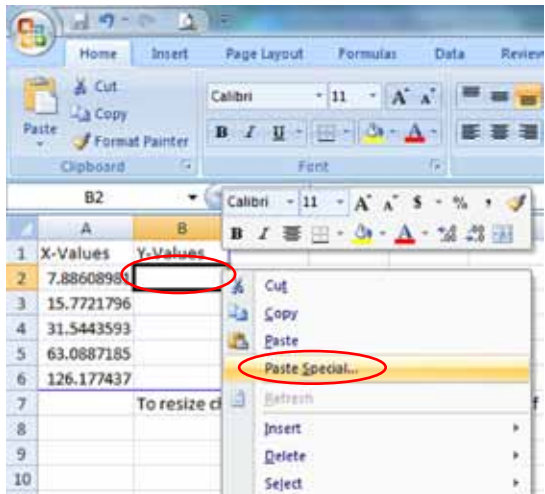 Home Insert Page Layout Formulas Data Review
Paste
Cut
Copy
Format Painter
Clipboard
Calibri 11 A A
B I U A
Font
B2
Calibri 11 A A $ % ,
B I A
A B
1 X-Values Y-Values
2 7.88608981
3 15.7721796
4 31.5443593
5 63.0887185
6 126.177437
7 To resize f
8
9
10
Cut
Copy
Paste
Paste Special...
Refresh
Insert
Delete
Select